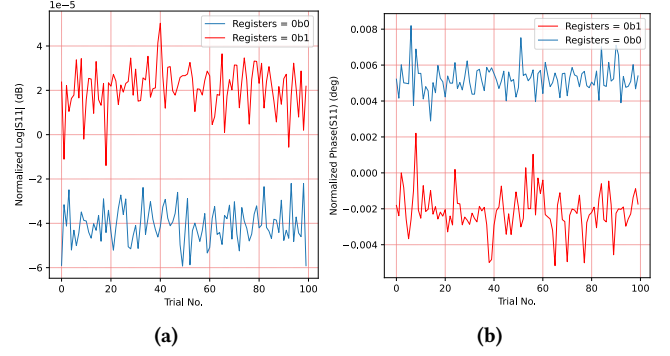 1e−5
Registers = 0b0
Registers = 0b1
4
2
0
−2
−4
−6
Normalized Log|S11| (dB)
0 20 40 60 80 100
Trial No.
(a)
Registers = 0b1
Registers = 0b0
0.008
0.006
0.004
0.002
0.000
−0.002
−0.004
Normalized Phase(S11) (deg)
0 20 40 60 80 100
Trial No.
(b)